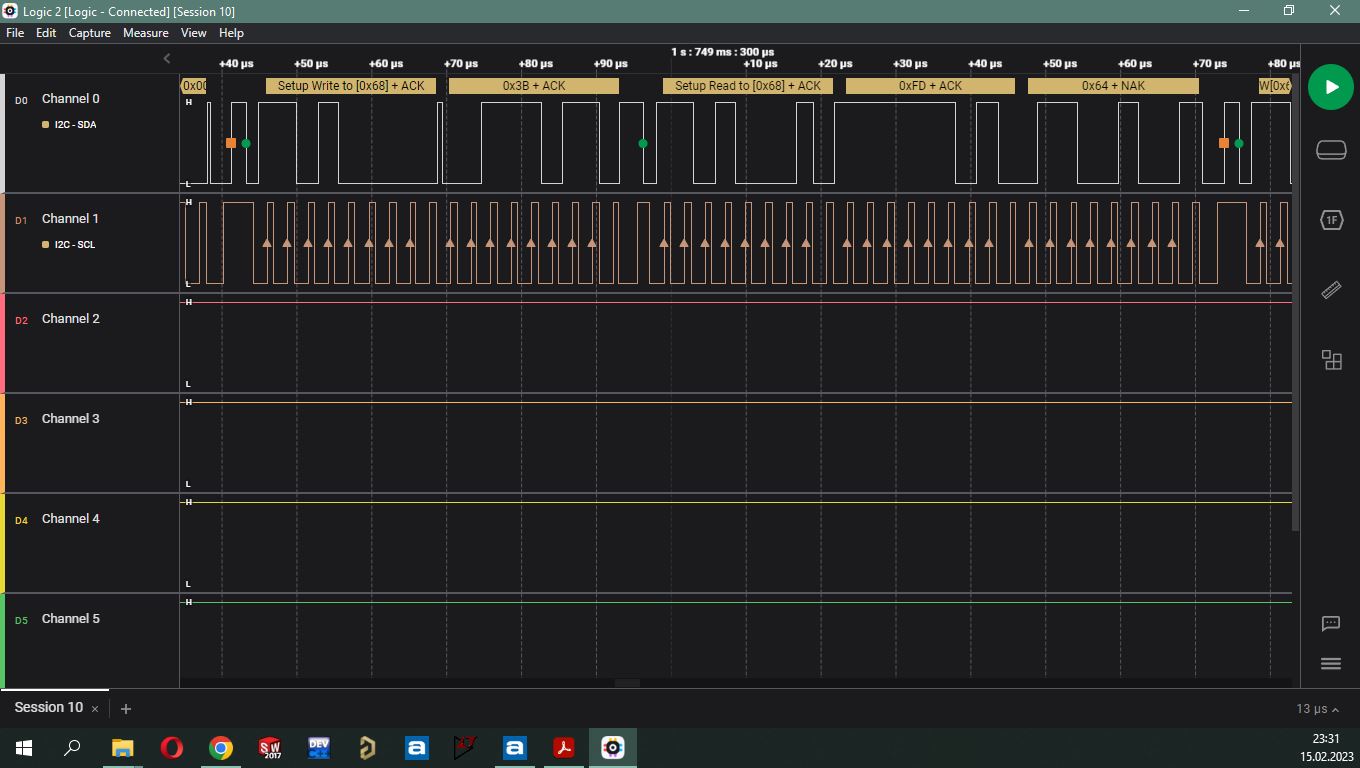 Logic 2 [Logic - Connected] [Session 10]
File Edit Capture Measure View Help
1 s : 749 ms : 300 µs
+40 µs +50 µs +60 µs +70 µs +80 µs +90 µs +10 µs +20 µs +30 µs +40 µs +50 µs +60 µs +70 µs +80 µs
0x00 Setup Write to [0x68] + ACK 0x3B + ACK Setup Read to [0x68] + ACK 0xFD + ACK 0x64 + NAK W[0x6
D0 Channel 0
I2C - SDA
H
L
D1 Channel 1
I2C - SCL
H
L
1F
D2 Channel 2
H
L
D3 Channel 3
H
L
D4 Channel 4
H
L
D5 Channel 5
H
Session 10 × +
13 µs
SW 2017
DEV C++
a
a
23:31
15.02.2023